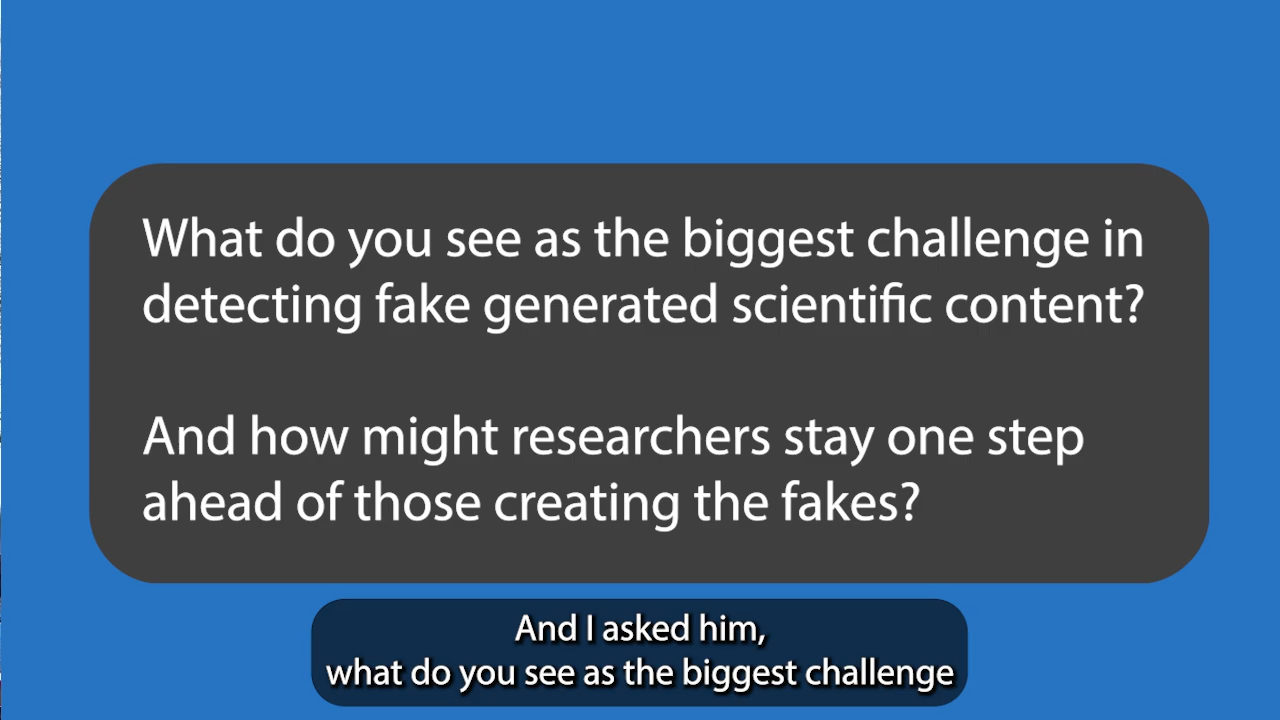 What do you see as the biggest challenge in
detecting fake generated scientific content?
And how might researchers stay one step
ahead of those creating the fakes?
And I asked him,
what do you see as the biggest challenge